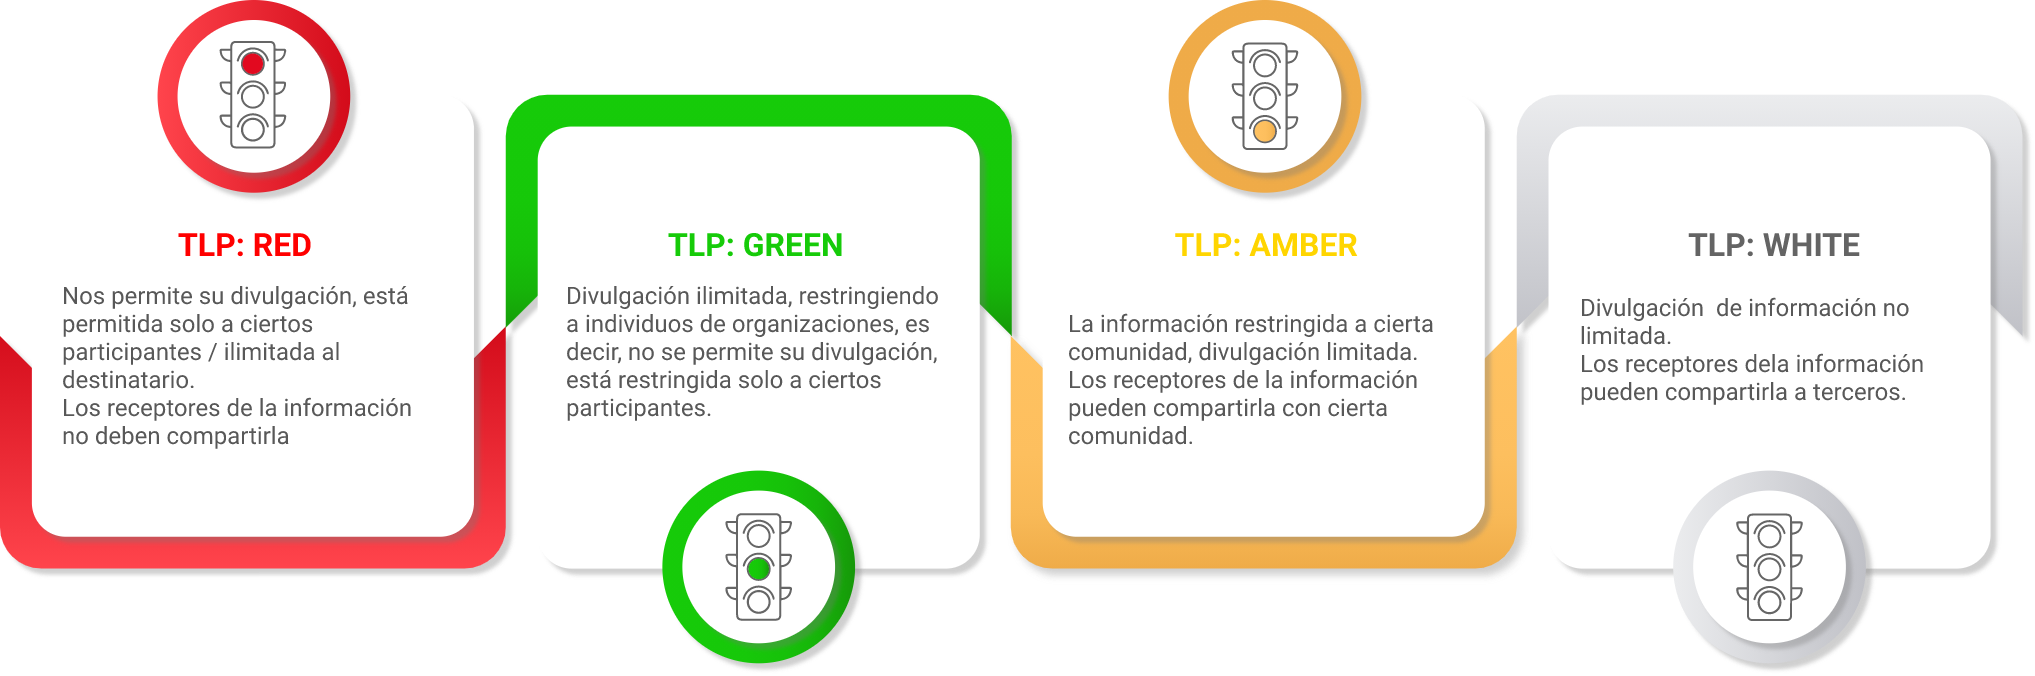 TLP: RED
Nos permite su divulgación, está
permitida solo a ciertos
participantes / ilimitada al
destinatario.
Los receptores de la información
no deben compartirla
TLP: GREEN
Divulgación ilimitada, restringiendo
a individuos de organizaciones, es
decir, no se permite su divulgación,
está restringida solo a ciertos
participantes.
TLP: AMBER
La información restringida a cierta
comunidad, divulgación limitada.
Los receptores de la información
pueden compartirla con cierta
comunidad.
TLP: WHITE
Divulgación  de información no
limitada.
Los receptores dela información
pueden compartirla a terceros.